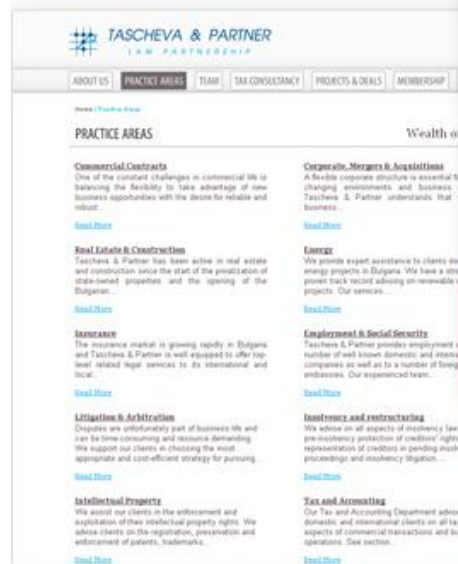 TASCHEVA & PARTNER
LAW PARTNERSHIP
ABOUT US
PRACTICE AREAS
TEAM
TAX CONSULTANCY
PROJECTS & DEALS
MEMBERSHIP
Home / Practice Areas
PRACTICE AREAS
Wealth of
Commercial Contracts
One of the constant challenges in commercial life is
balancing the flexibility to take advantage of new
business opportunities with the desire for reliable and
robust...
Read More
Real Estate & Construction
Tascheva & Partner has been active in real estate
and construction since the start of the privatization of
state-owned properties and the opening of the
Bulgarian...
Read More
Insurance
The insurance market is growing rapidly in Bulgaria
and Tascheva & Partner is well equipped to offer top-
level related legal services to its international and
local...
Read More
Litigation & Arbitration
Disputes are unfortunately part of business life and
can be time-consuming and resource demanding.
We support our clients in choosing the most
appropriate and cost-efficient strategy for pursuing...
Read More
Intellectual Property
We assist our clients in the enforcement and
exploitation of their intellectual property rights. We
advise clients on the registration, preservation and
enforcement of patents, trademarks...
Read More
Corporate, Mergers & Acquisitions
A flexible corporate structure is essential
changing environments and business
Tascheva & Partner understands that
business...
Read More
Energy
We provide expert assistance to clients
energy projects in Bulgaria. We have a
proven track record advising on renewable
projects. Our services...
Read More
Employment & Social Security
Tascheva & Partner provides employment
number of well known domestic and
companies as well as to a number of
embassies. Our experienced team...
Read More
Insolvency and restructuring
We advise on all aspects of insolvency law
pre-insolvency protection of creditors' rights
representation of creditors in pending
proceedings and insolvency litigation...
Read More
Tax and Accounting
Our Tax and Accounting Department
domestic and international clients on all
aspects of commercial transactions and
operations. See section...
Read More